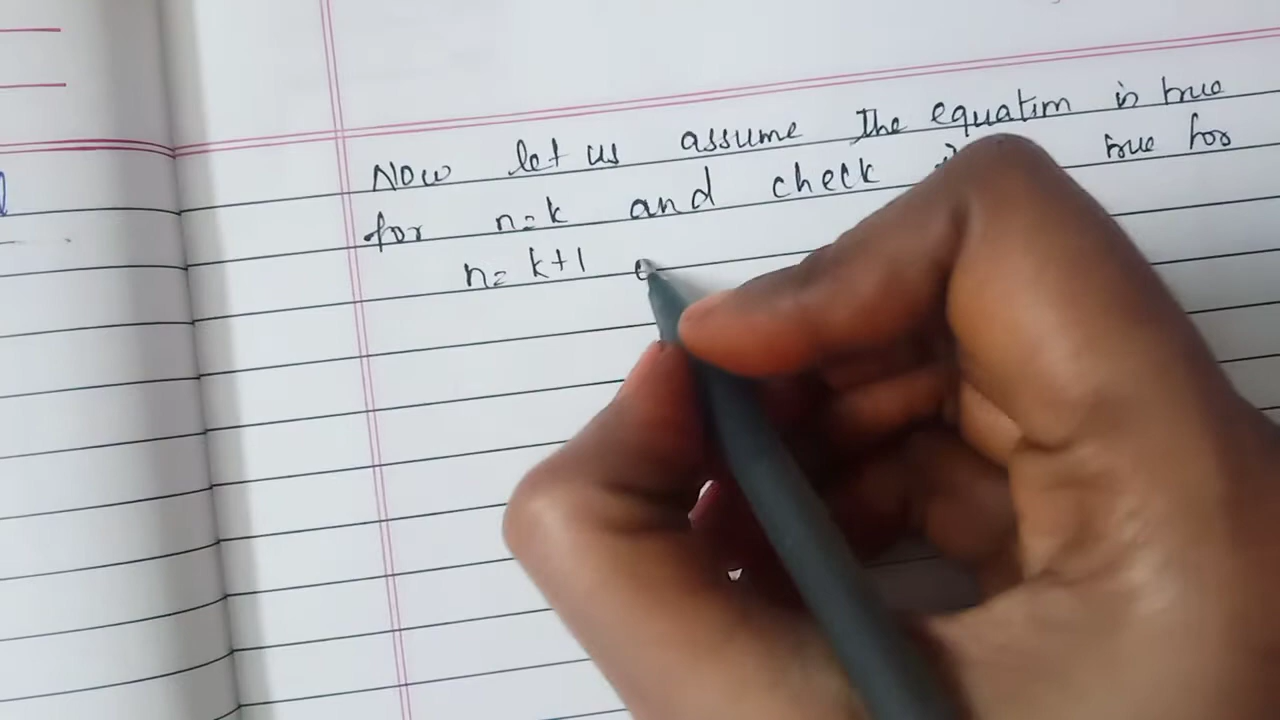 Now let us assume the equation is true
for n=k and check true for
n= k+1